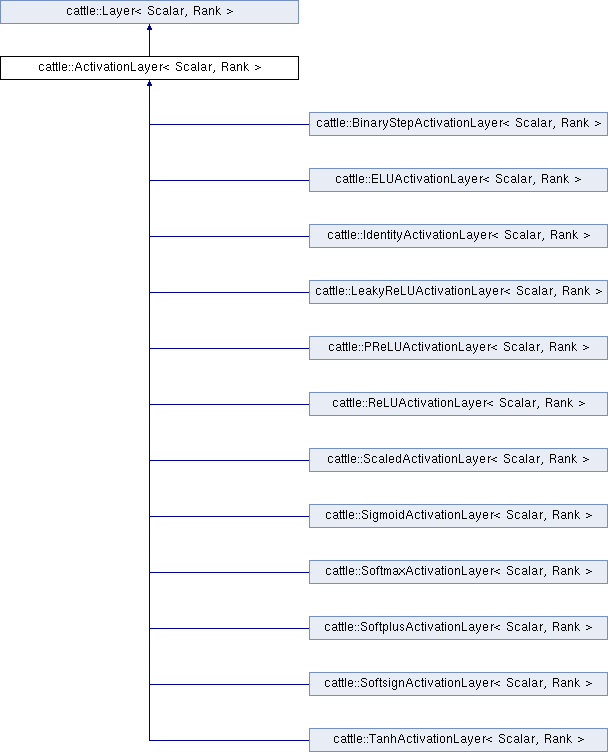 cattle::Layer< Scalar, Rank >
cattle::ActivationLayer< Scalar, Rank >
cattle::BinaryStepActivationLayer< Scalar, Rank >
cattle::ELUActivationLayer< Scalar, Rank >
cattle::IdentityActivationLayer< Scalar, Rank >
cattle::LeakyReLUActivationLayer< Scalar, Rank >
cattle::PReLUActivationLayer< Scalar, Rank >
cattle::ReLUActivationLayer< Scalar, Rank >
cattle::ScaledActivationLayer< Scalar, Rank >
cattle::SigmoidActivationLayer< Scalar, Rank >
cattle::SoftmaxActivationLayer< Scalar, Rank >
cattle::SoftplusActivationLayer< Scalar, Rank >
cattle::SoftsignActivationLayer< Scalar, Rank >
cattle::TanhActivationLayer< Scalar, Rank >